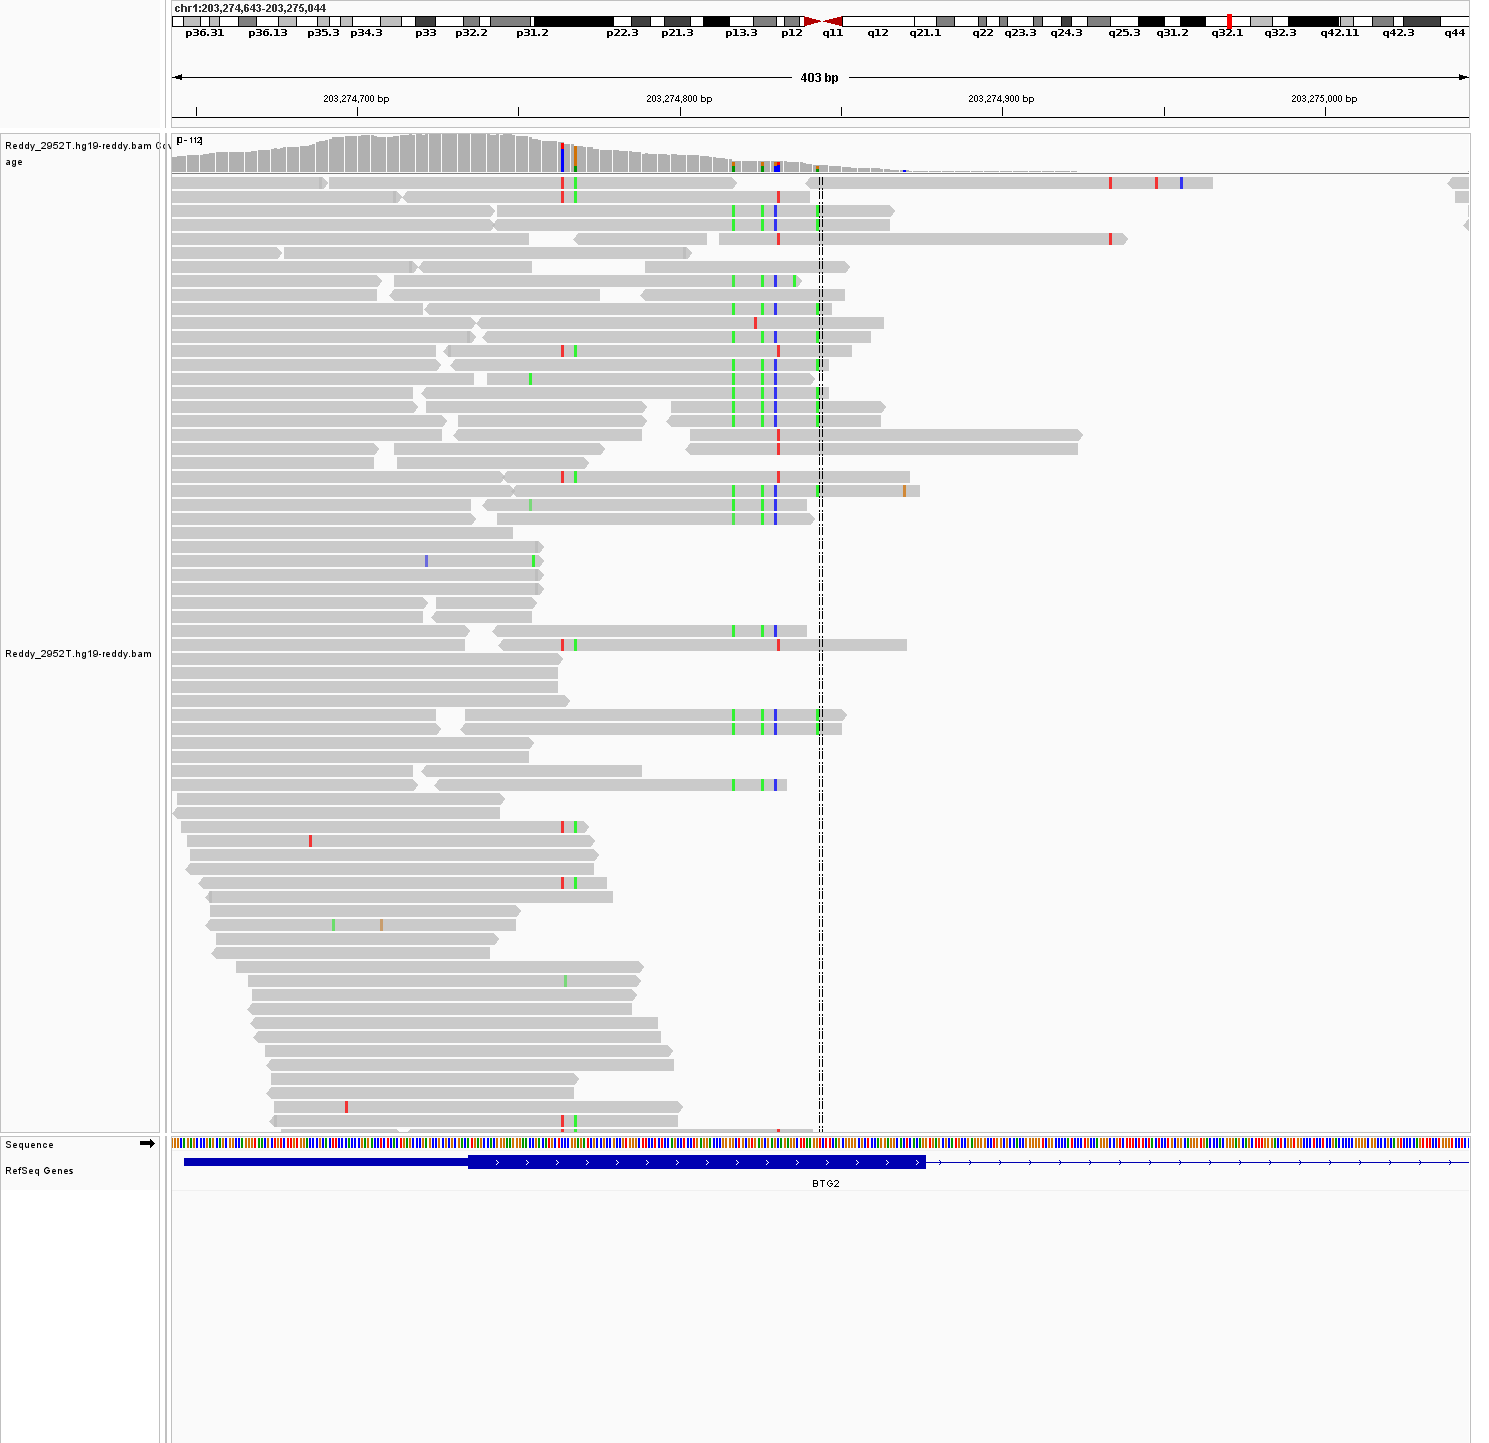 chr1:203,274,643-203,275,044
p36.31 p36.13 p35.3 p34.3 p33 p32.2 p31.2 p22.3 p21.3 p13.3 p12 q11 q12 q21.1 q22 q23.3 q24.3 q25.3 q31.2 q32.1 q32.3 q42.11 q42.3 q44
403 bp
203,274,700 bp 203,274,800 bp 203,274,900 bp 203,275,000 bp
[0 - 112]
Reddy_2952T.hg19-reddy.bam Cov
age
Reddy_2952T.hg19-reddy.bam
Sequence
RefSeq Genes
BTG2